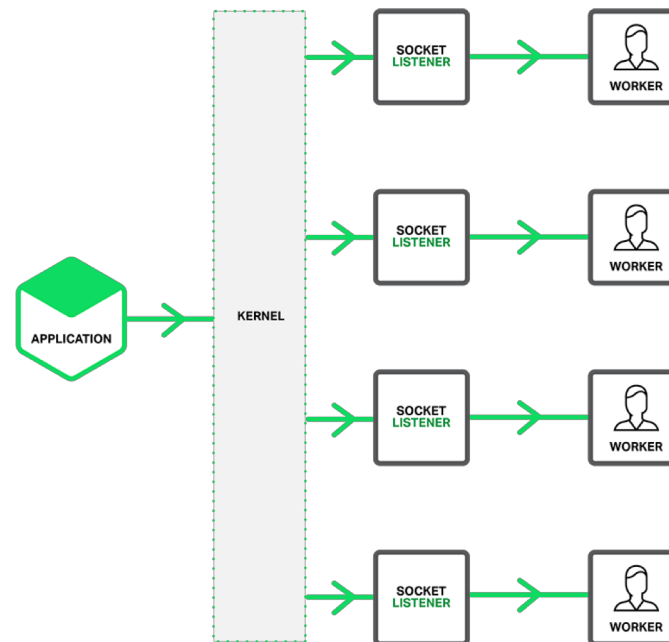 SOCKET
LISTENER
WORKER
SOCKET
LISTENER
WORKER
KERNEL
APPLICATION
SOCKET
LISTENER
WORKER
SOCKET
LISTENER
WORKER